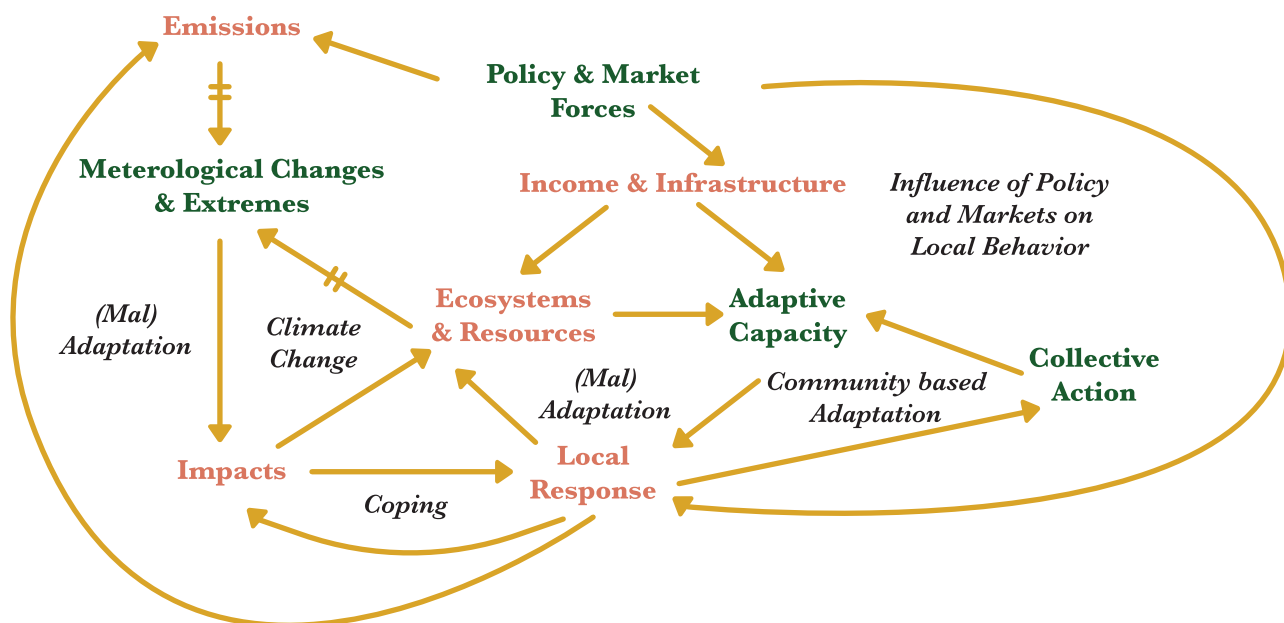 Emissions
Policy & Market
Forces
Meterological Changes
& Extremes
Income & Infrastructure
Influence of Policy
and Markets on
Local Behavior
(Mal)
Adaptation
Climate
Change
Ecosystems
& Resources
Adaptive
Capacity
Collective
Action
(Mal)
Adaptation
Community based
Adaptation
Impacts
Coping
Local
Response